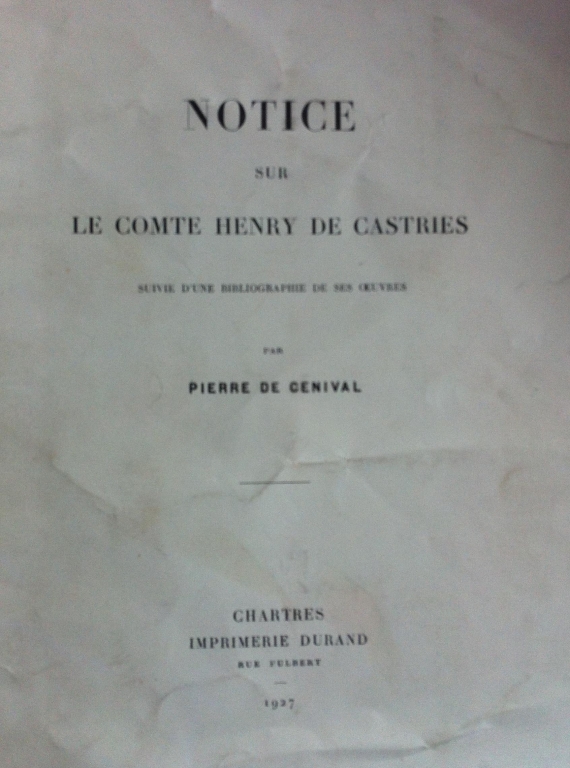 NOTICE
SUR
LE COMTE HENRY DE CASTRIES
SUIVIE D'UNE BIBLIOGRAPHIE DE SES ŒUVRES
PAR
PIERRE DE CENIVAL
CHARTRES
IMPRIMERIE DURAND
RUE FULBERT
1927